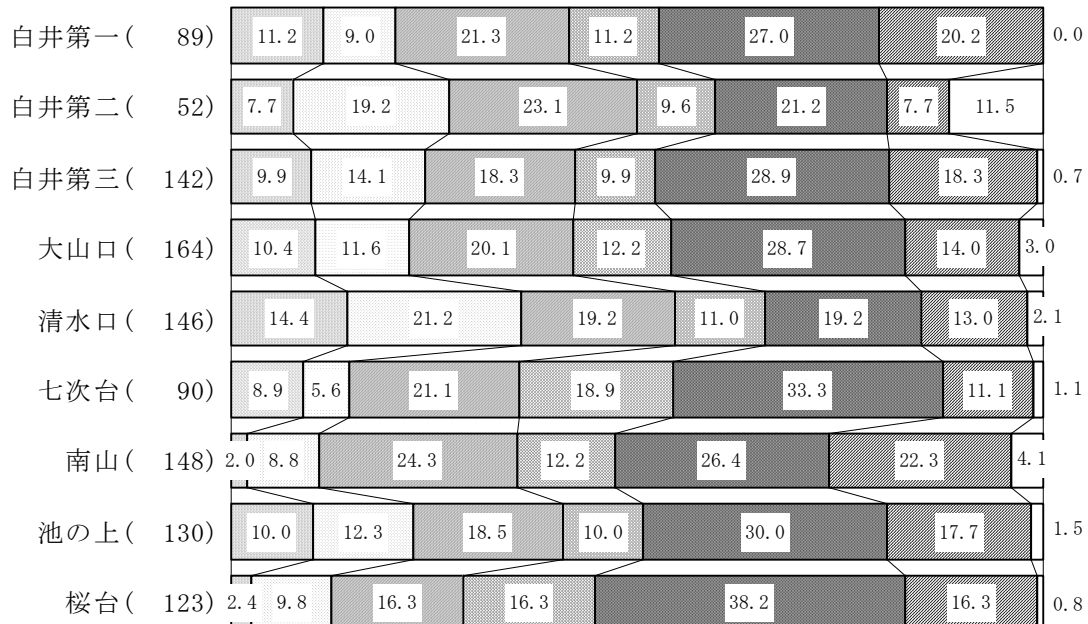 白井第一( 89) 11.2 9.0 21.3 11.2 27.0 20.2 0.0
白井第二( 52) 7.7 19.2 23.1 9.6 21.2 7.7 11.5
白井第三( 142) 9.9 14.1 18.3 9.9 28.9 18.3 0.7
大山口( 164) 10.4 11.6 20.1 12.2 28.7 14.0 3.0
清水口( 146) 14.4 21.2 19.2 11.0 19.2 13.0 2.1
七次台( 90) 8.9 5.6 21.1 18.9 33.3 11.1 1.1
南山( 148) 2.0 8.8 24.3 12.2 26.4 22.3 4.1
池の上( 130) 10.0 12.3 18.5 10.0 30.0 17.7 1.5
桜台( 123) 2.4 9.8 16.3 16.3 38.2 16.3 0.8